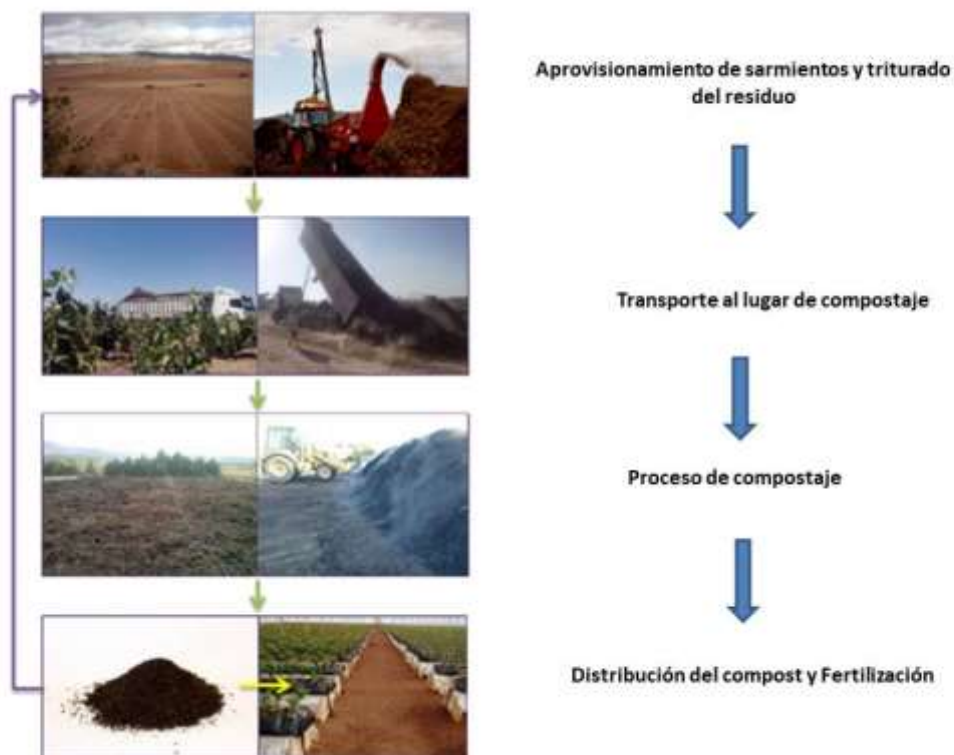 Aprovisionamiento de sarmientos y triturado
del residuo
Transporte al lugar de compostaje
Proceso de compostaje
Distribución del compost y Fertilización